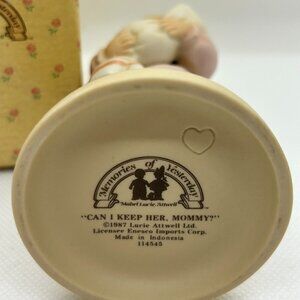 Memories of Yesterday
Mabel Lucie Attwell
"CAN I KEEP HER, MOMMY?"
©1987 Lucie Attwell Ltd.
Licensee Enesco Imports Corp.
Made in Indonesia
114545